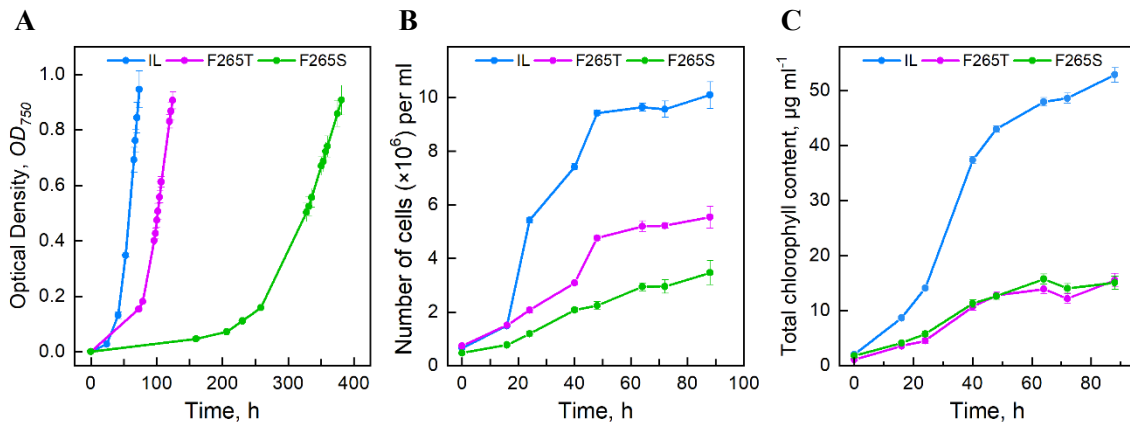 A
IL F265T F265S
Optical Density, OD750
1.0
0.8
0.6
0.4
0.2
0.0
0 100 200 300 400
Time, h
B
IL F265T F265S
Number of cells (×10⁶) per ml
10
8
6
4
2
0
0 20 40 60 80 100
Time, h
C
IL F265T F265S
Total chlorophyll content, µg ml⁻¹
50
40
30
20
10
0
0 20 40 60 80
Time, h